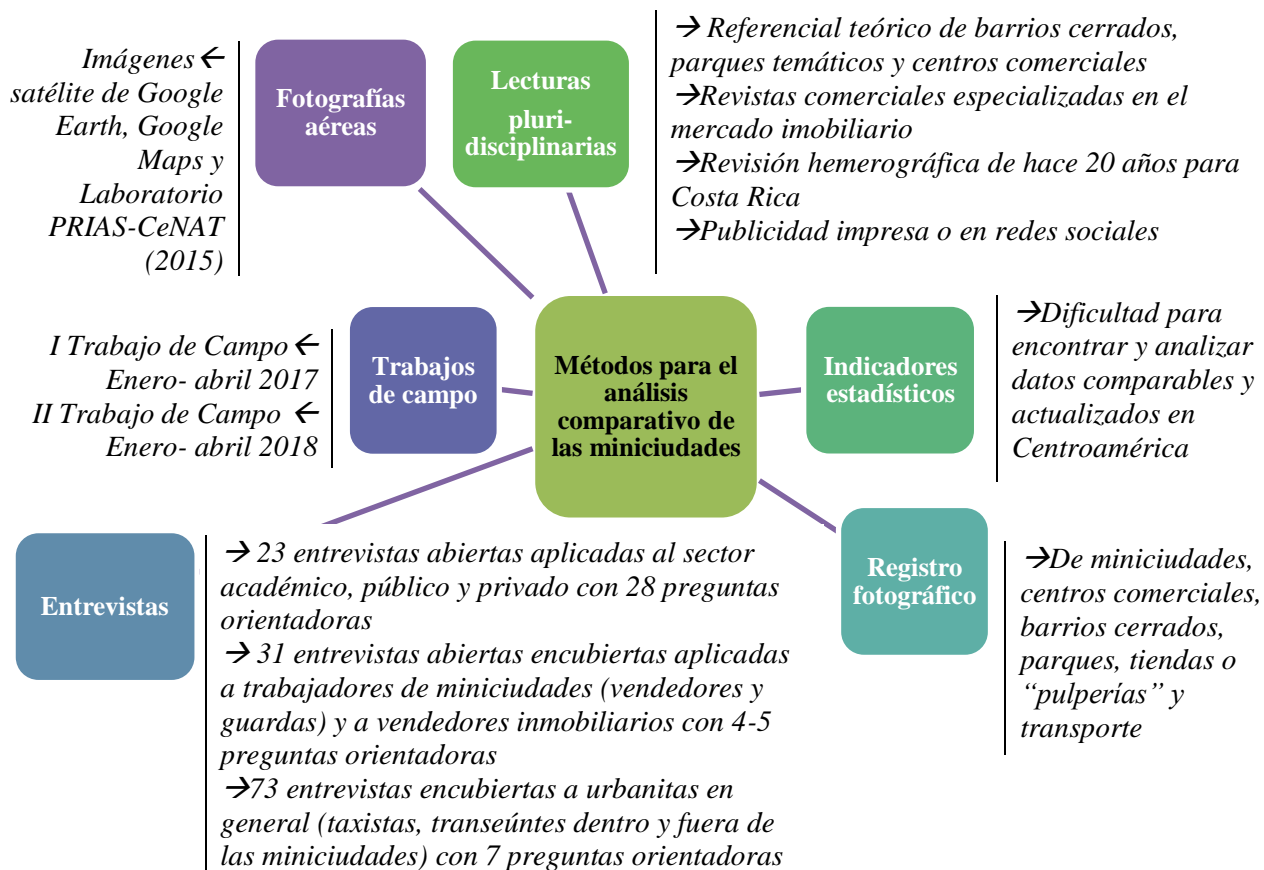 Imágenes ←
satélite de Google
Earth, Google
Maps y
Laboratorio
PRIAS-CeNAT
(2015)
Fotografías
aéreas
Lecturas
pluri-
disciplinarias
→ Referencial teórico de barrios cerrados,
parques temáticos y centros comerciales
→Revistas comerciales especializadas en el
mercado imobiliario
→Revisión hemerográfica de hace 20 años para
Costa Rica
→Publicidad impresa o en redes sociales
I Trabajo de Campo ←
Enero- abril 2017
II Trabajo de Campo ←
Enero- abril 2018
Trabajos
de campo
Métodos para el
análisis
comparativo de
las miniciudades
Indicadores
estadísticos
→Dificultad para
encontrar y analizar
datos comparables y
actualizados en
Centroamérica
Entrevistas
→ 23 entrevistas abiertas aplicadas al sector
académico, público y privado con 28 preguntas
orientadoras
→ 31 entrevistas abiertas encubiertas aplicadas
a trabajadores de miniciudades (vendedores y
guardas) y a vendedores inmobiliarios con 4-5
preguntas orientadoras
→73 entrevistas encubiertas a urbanitas en
general (taxistas, transeúntes dentro y fuera de
las miniciudades) con 7 preguntas orientadoras
Registro
fotográfico
→De miniciudades,
centros comerciales,
barrios cerrados,
parques, tiendas o
“pulperías” y
transporte